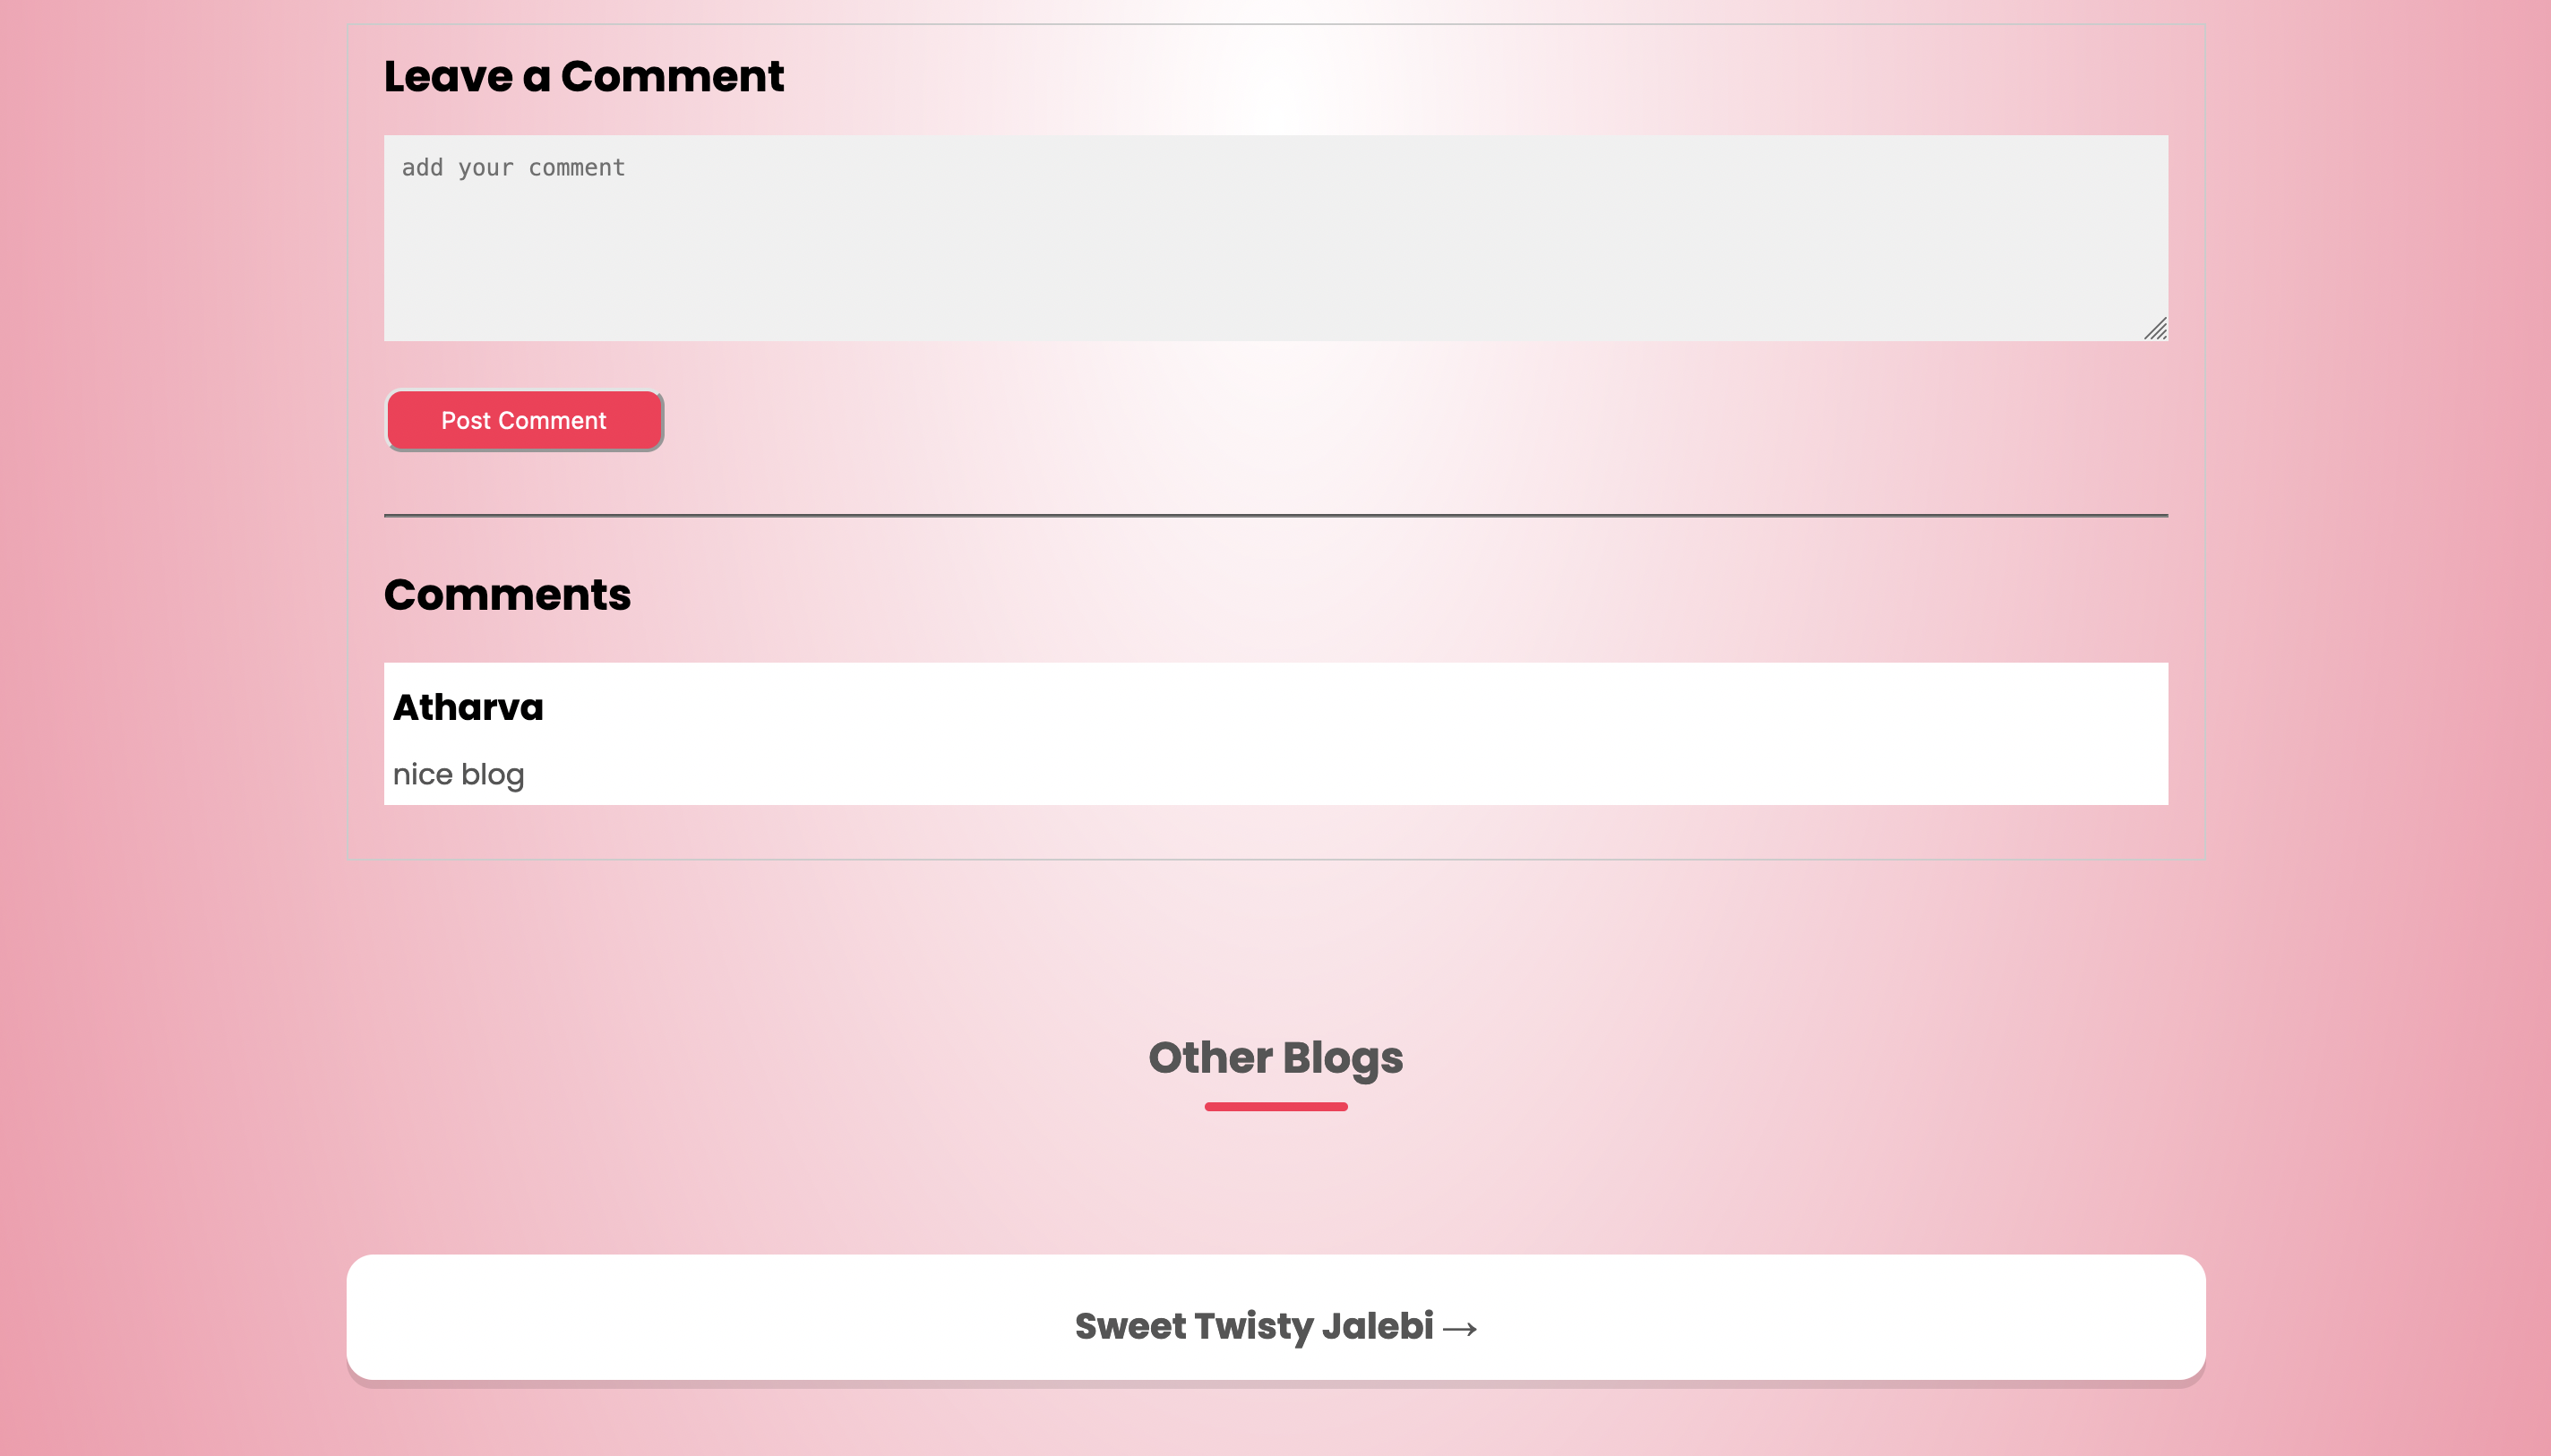 Leave a Comment
add your comment
Post Comment
Comments
Atharva
nice blog
Other Blogs
Sweet Twisty Jalebi →